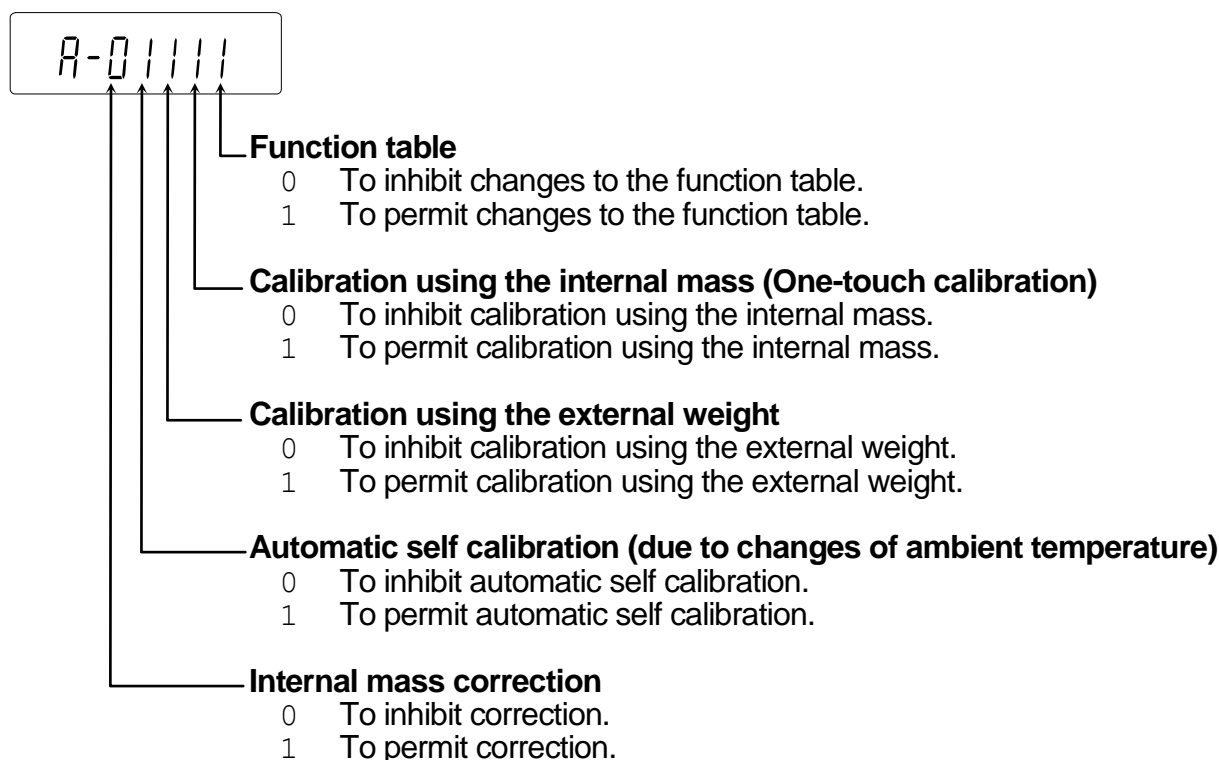 A-01111
Function table
0 To inhibit changes to the function table.
1 To permit changes to the function table.
Calibration using the internal mass (One-touch calibration)
0 To inhibit calibration using the internal mass.
1 To permit calibration using the internal mass.
Calibration using the external weight
0 To inhibit calibration using the external weight.
1 To permit calibration using the external weight.
Automatic self calibration (due to changes of ambient temperature)
0 To inhibit automatic self calibration.
1 To permit automatic self calibration.
Internal mass correction
0 To inhibit correction.
1 To permit correction.